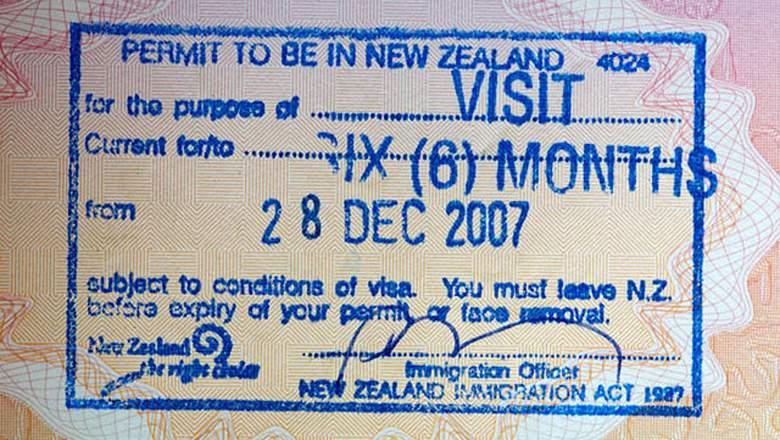 PERMIT TO BE IN NEW ZEALAND 4024
for the purpose of VISIT
Current for/to SIX (6) MONTHS
from 28 DEC 2007
subject to conditions of visa. You must leave N.Z.
before expiry of your permit, or face removal.
New Zealand
the right choice
Immigration Officer
NEW ZEALAND IMMIGRATION ACT 1987